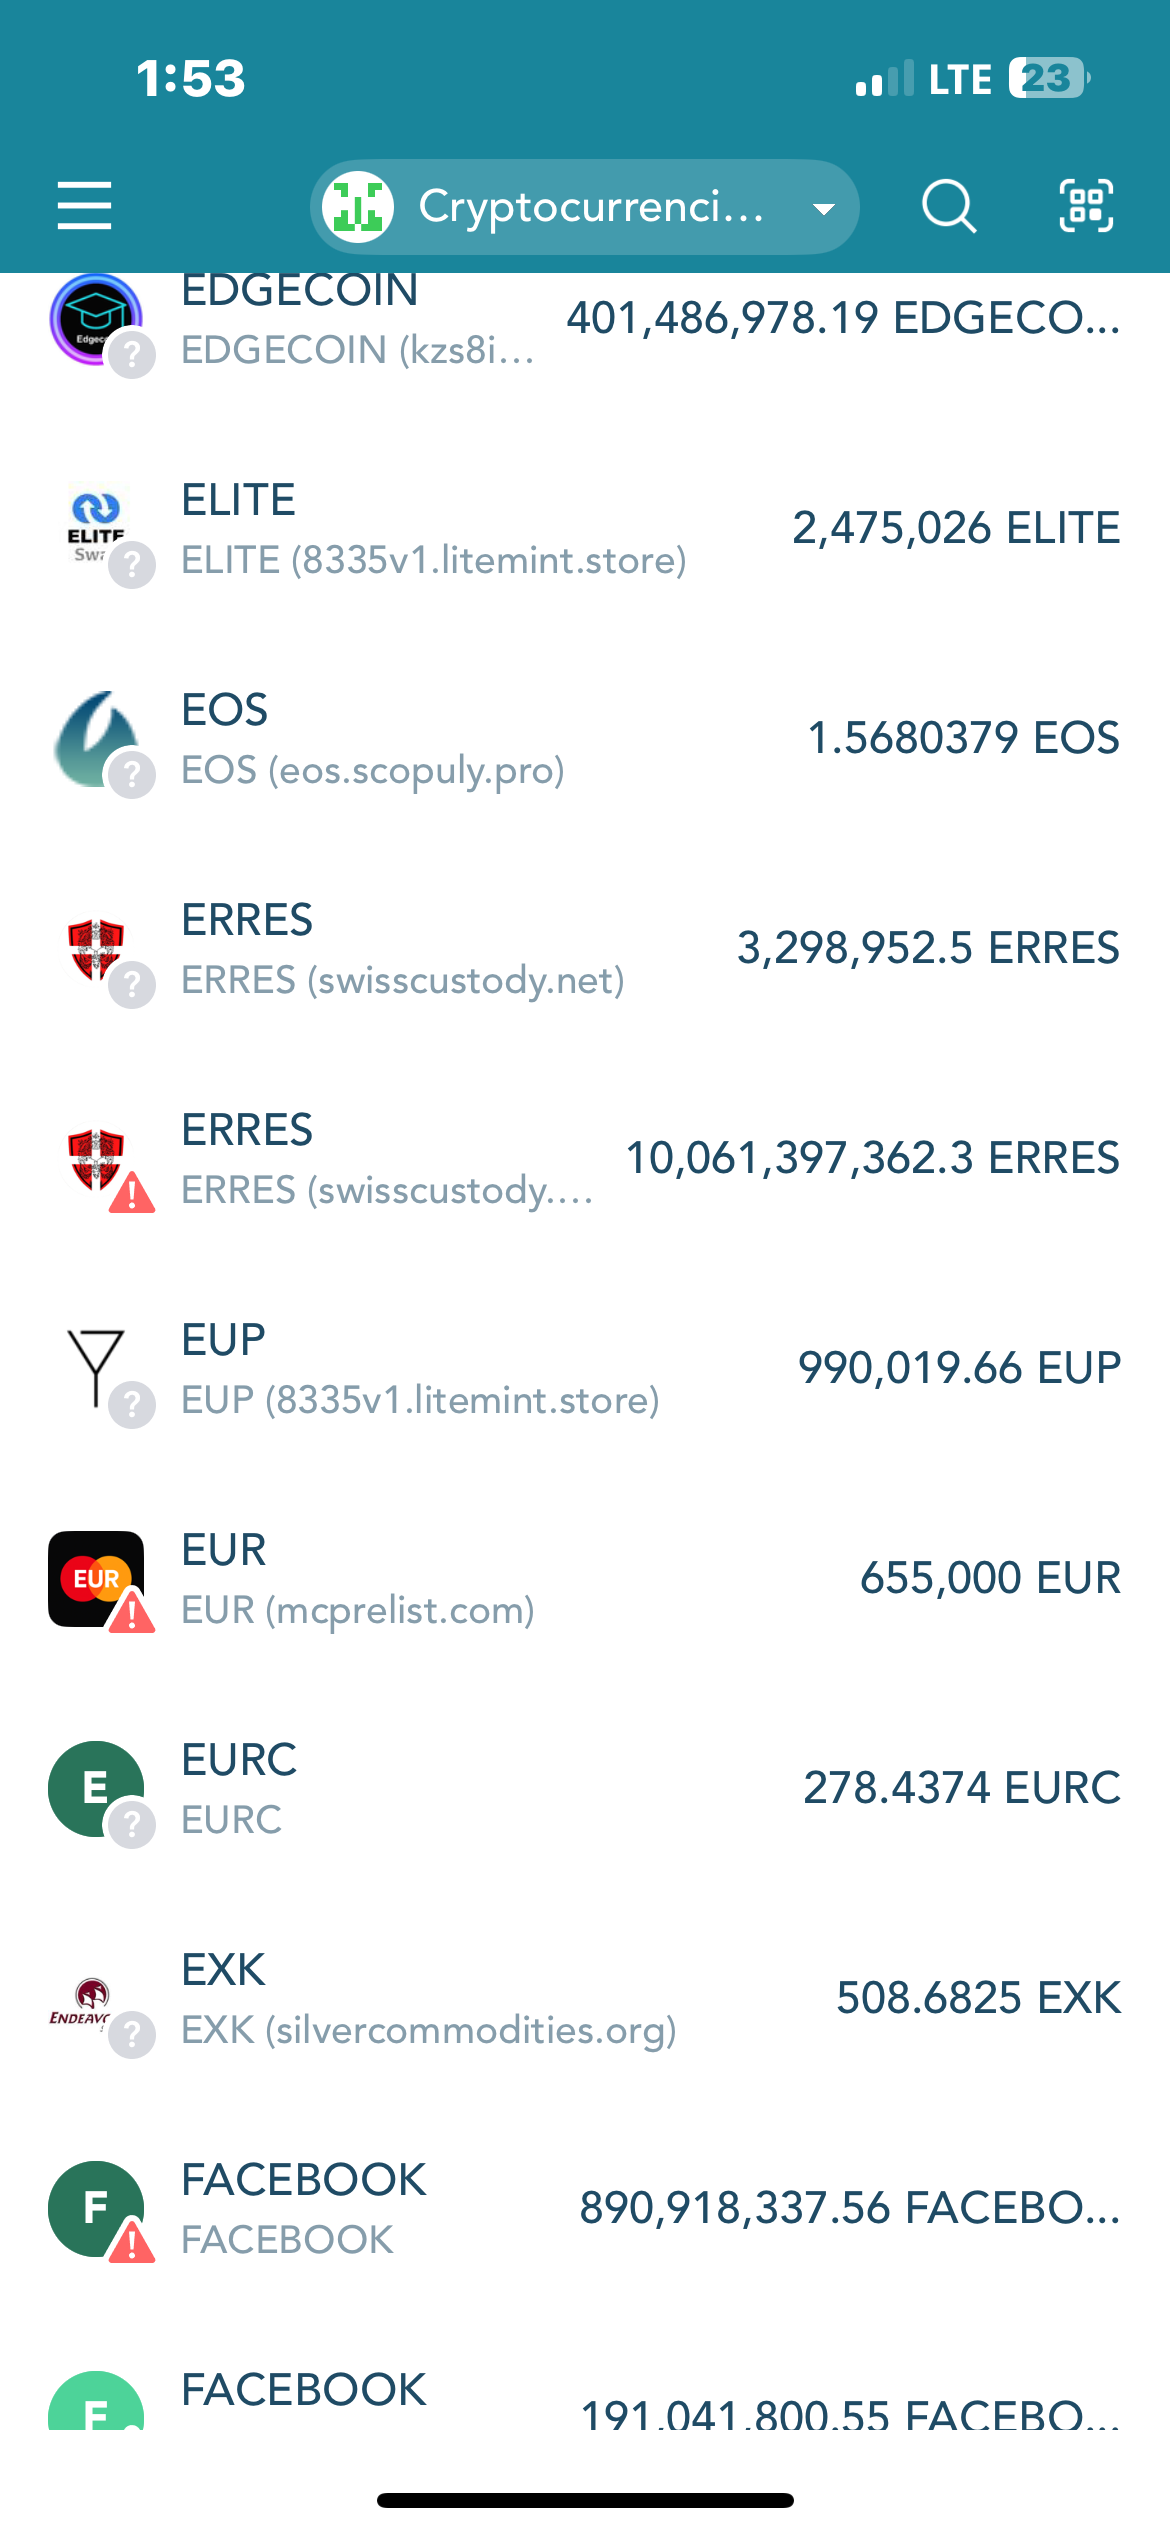 1:53
LTE 23
Cryptocurrenci...
EDGECOIN
401,486,978.19 EDGECO...
EDGECOIN (kzs8i...
ELITE
ELITE
2,475,026 ELITE
ELITE (8335v1.litemint.store)
EOS
1.5680379 EOS
EOS (eos.scopuly.pro)
ERRES
3,298,952.5 ERRES
ERRES (swisscustody.net)
ERRES
10,061,397,362.3 ERRES
ERRES (swisscustody....
EUP
990,019.66 EUP
EUP (8335v1.litemint.store)
EUR
EUR
655,000 EUR
EUR (mcprelist.com)
E
EURC
278.4374 EURC
EURC
EXK
508.6825 EXK
EXK (silvercommodities.org)
F
FACEBOOK
890,918,337.56 FACEBO...
FACEBOOK
F
FACEBOOK
191,041,800.55 FACEBO...